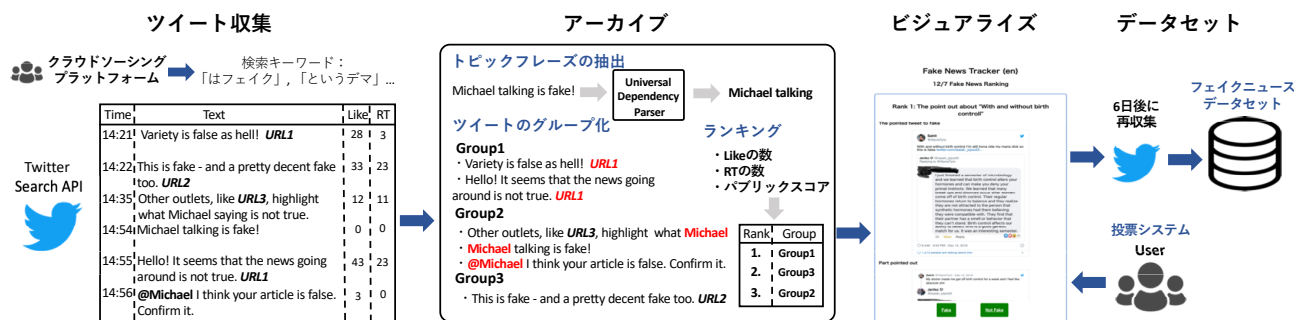 ツイート収集
クラウドソーシング
プラットフォーム
検索キーワード：
「はフェイク」,「というデマ」...
Time Text Like RT
14:21 Variety is false as hell! URL1 28 3
14:22 This is fake - and a pretty decent fake 33 23
too. URL2
14:35 Other outlets, like URL3, highlight 12 11
what Michael saying is not true.
14:54 Michael talking is fake! 0 0
14:55 Hello! It seems that the news going 43 23
around is not true. URL1
14:56 @Michael I think your article is false. 3 0
Confirm it.
Twitter
Search API
アーカイブ
トピックフレーズの抽出
Michael talking is fake!
Universal
Dependency
Parser
Michael talking
ツイートのグループ化
Group1
・Variety is false as hell! URL1
・Hello! It seems that the news going
around is not true. URL1
Group2
・Other outlets, like URL3, highlight what Michael
・Michael talking is fake!
・@Michael I think your article is false. Confirm it.
Group3
・This is fake - and a pretty decent fake too. URL2
ランキング
・Likeの数
・RTの数
・パブリックスコア
Rank Group
1. Group1
2. Group3
3. Group2
ビジュアライズ
Fake News Tracker (en)
12/7 Fake News Ranking
Rank 1: The point out about "With and without birth
controll"
The pointed tweet to fake
Part pointed out
Fake
Not Fake
データセット
6日後に
再収集
フェイクニュース
データセット
投票システム
User